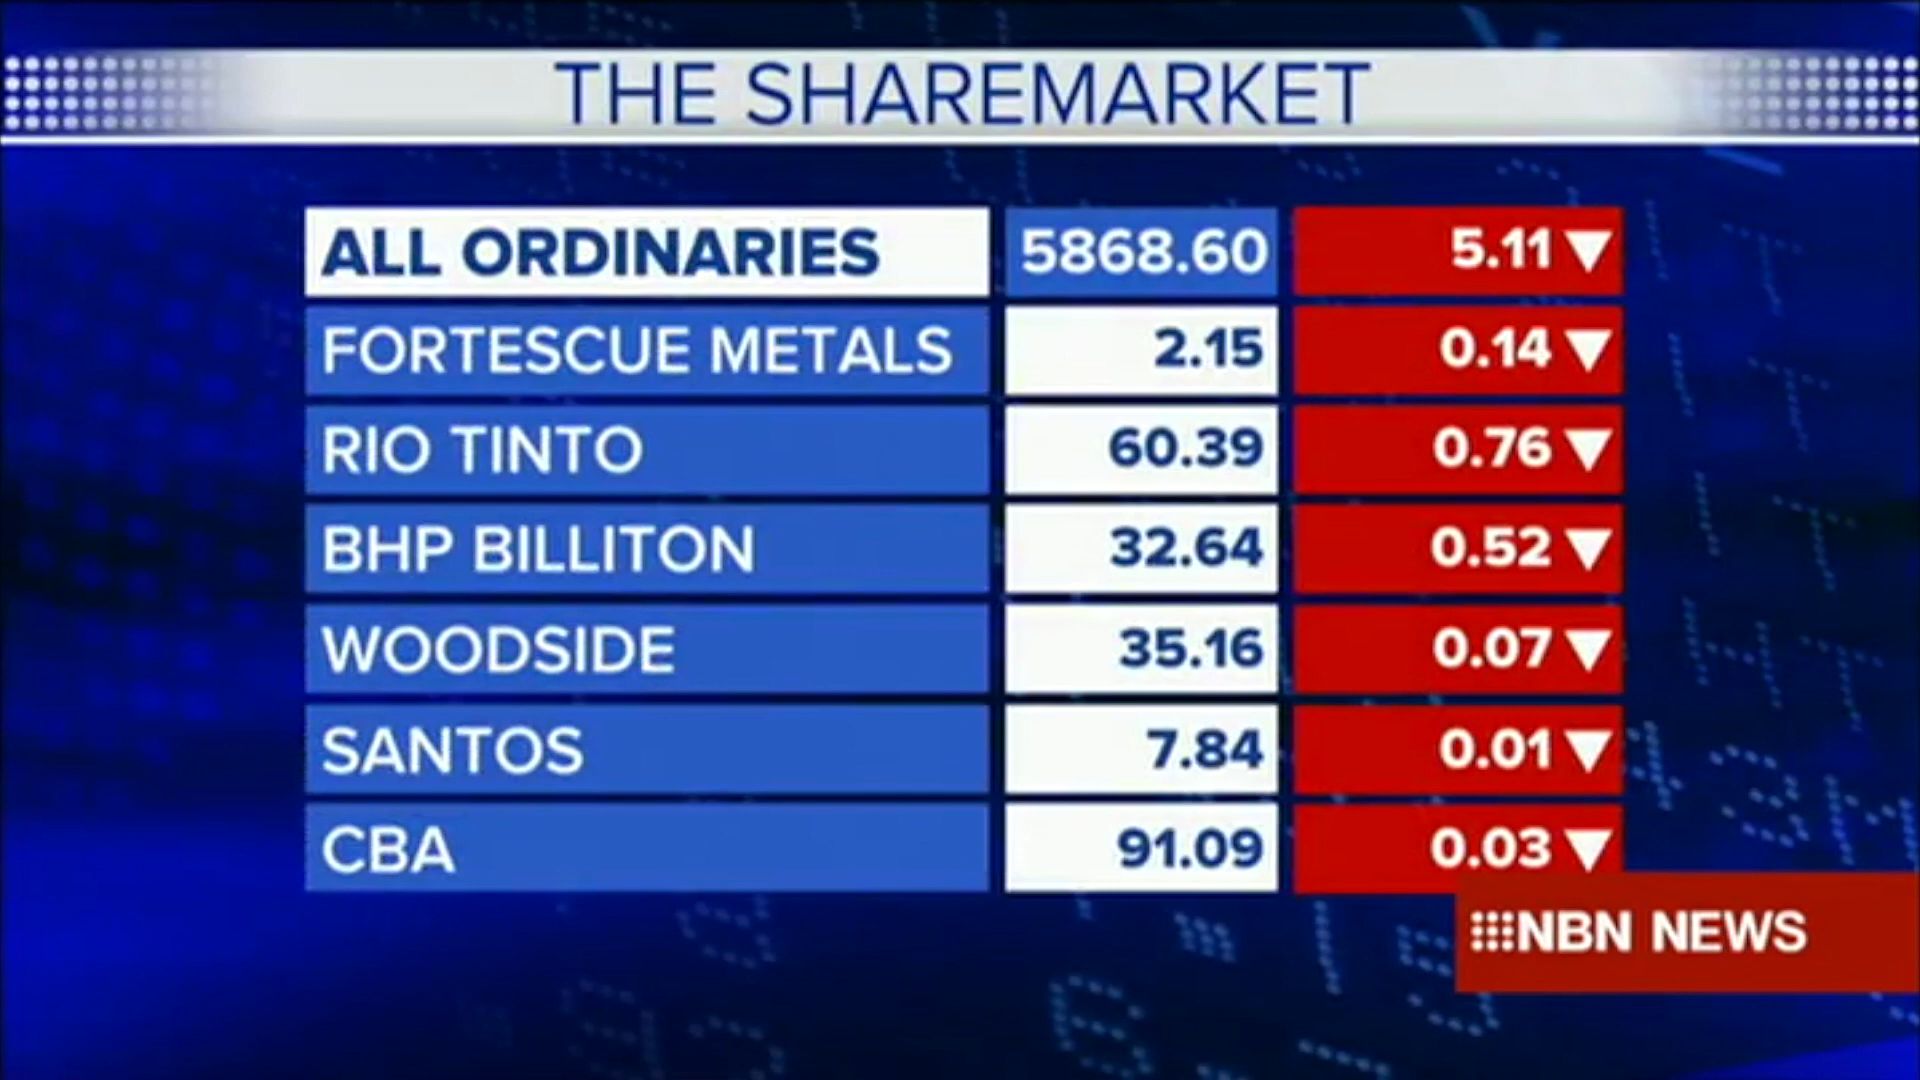 THE SHAREMARKET
ALL ORDINARIES 5868.60 5.11▼
FORTESCUE METALS 2.15 0.14▼
RIO TINTO 60.39 0.76▼
BHP BILLITON 32.64 0.52▼
WOODSIDE 35.16 0.07▼
SANTOS 7.84 0.01▼
CBA 91.09 0.03▼
NBN NEWS